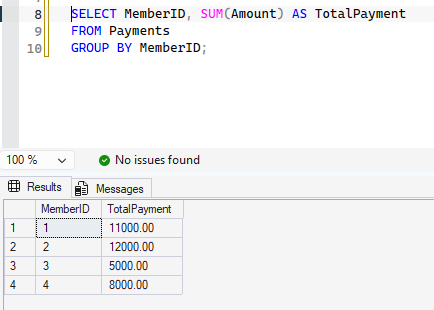 8 SELECT MemberID, SUM(Amount) AS TotalPayment
9 FROM Payments
10 GROUP BY MemberID;
100 % No issues found
Results Messages
MemberID TotalPayment
1 1 11000.00
2 2 12000.00
3 3 5000.00
4 4 8000.00